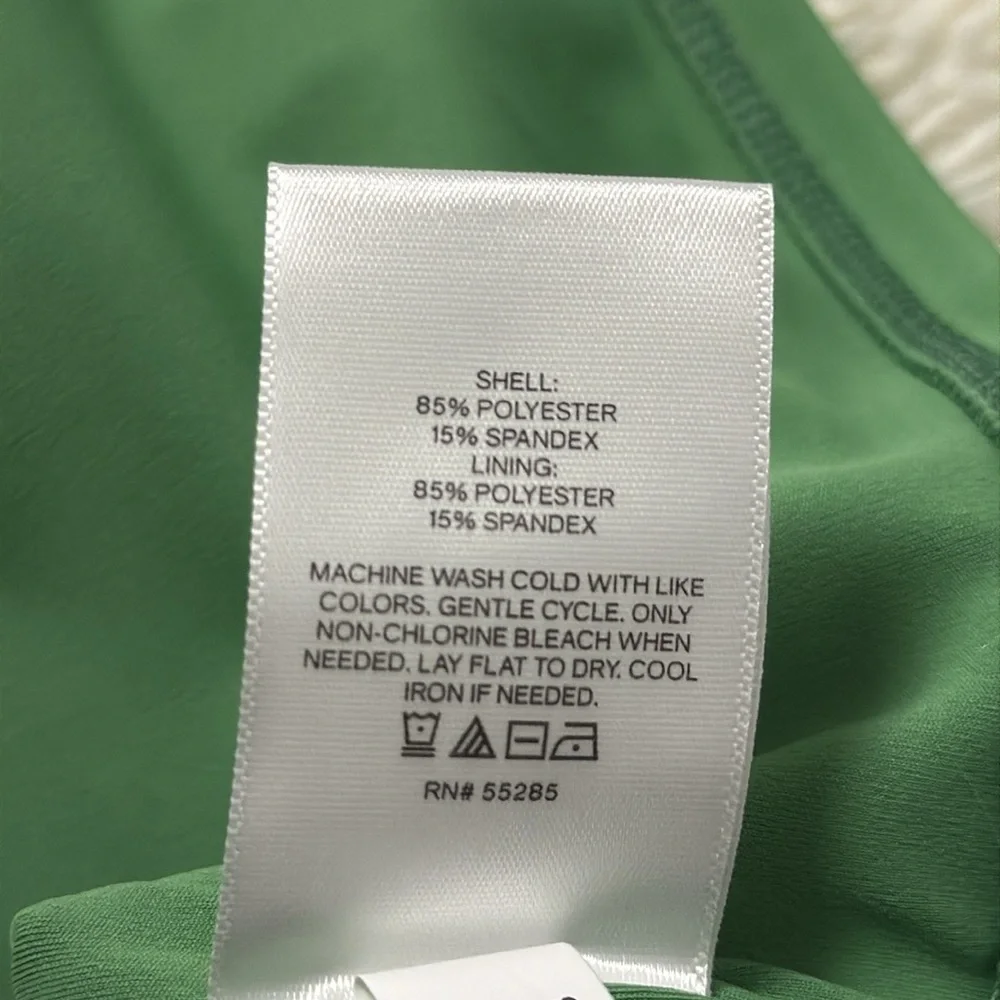 SHELL:
85% POLYESTER
15% SPANDEX
LINING:
85% POLYESTER
15% SPANDEX
MACHINE WASH COLD WITH LIKE
COLORS. GENTLE CYCLE. ONLY
NON-CHLORINE BLEACH WHEN
NEEDED. LAY FLAT TO DRY. COOL
IRON IF NEEDED.
RN# 55285